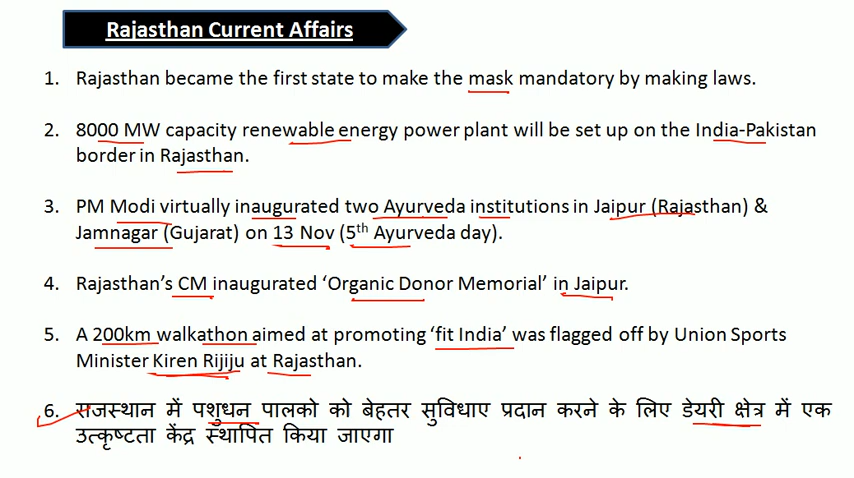 Rajasthan Current Affairs
1. Rajasthan became the first state to make the mask mandatory by making laws.
2. 8000 MW capacity renewable energy power plant will be set up on the India-Pakistan
border in Rajasthan.
3. PM Modi virtually inaugurated two Ayurveda institutions in Jaipur (Rajasthan) &
Jamnagar (Gujarat) on 13 Nov (5th Ayurveda day).
4. Rajasthan's CM inaugurated 'Organic Donor Memorial' in Jaipur.
5. A 200km walkathon aimed at promoting 'fit India' was flagged off by Union Sports
Minister Kiren Rijiju at Rajasthan.
6. राजस्थान में पशुधन पालको को बेहतर सुविधाए प्रदान करने के लिए डेयरी क्षेत्र में एक
उत्कृष्टता केंद्र स्थापित किया जाएगा